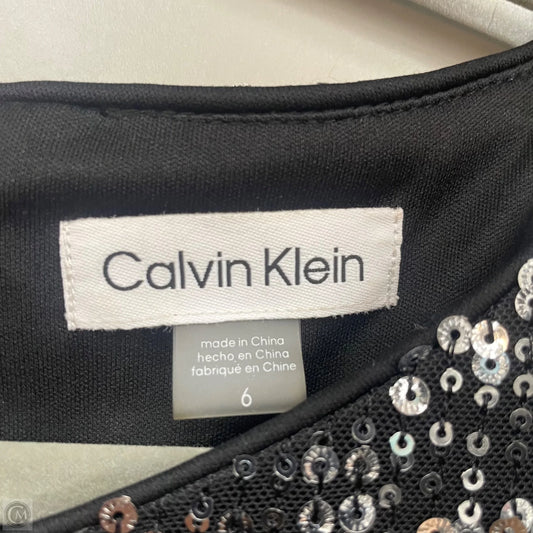 Calvin Klein
made in China
hecho en China
fabriqué en Chine
6